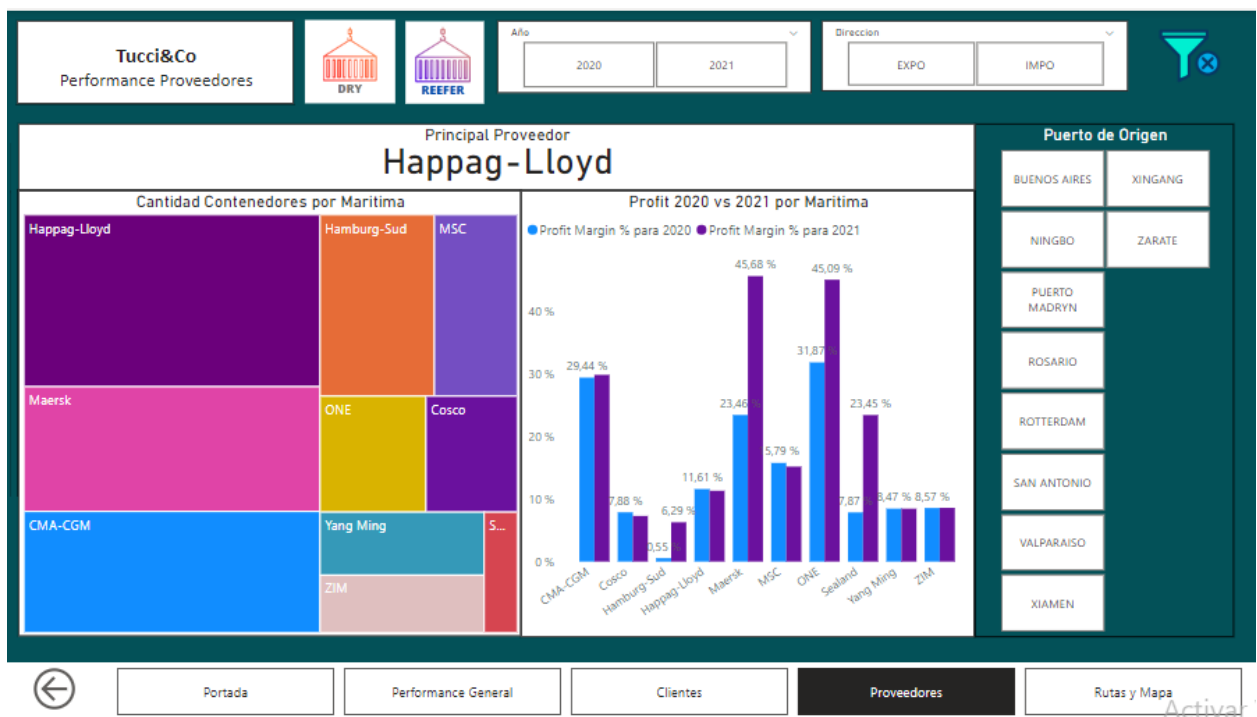 Tucci&Co
Performance Proveedores
DRY
REEFER
Año
2020
2021
Direccion
EXPO
IMPO
Principal Proveedor
Happag-Lloyd
Cantidad Contenedores por Maritima
Happag-Lloyd
Hamburg-Sud
MSC
Maersk
ONE
Cosco
CMA-CGM
Yang Ming
S...
ZIM
Profit 2020 vs 2021 por Maritima
Profit Margin % para 2020
Profit Margin % para 2021
40 %
30 %
20 %
10 %
0 %
29,44 %
7,88 %
0,55 %
6,29 %
11,61 %
23,46
45,68 %
5,79 %
31,87
45,09 %
7,87
23,45 %
8,47 %
8,57 %
CMA-CGM
Cosco
Hamburg-Sud
Happag-Lloyd
Maersk
MSC
ONE
Sealand
Yang Ming
ZIM
Puerto de Origen
BUENOS AIRES
XINGANG
NINGBO
ZARATE
PUERTO
MADRYN
ROSARIO
ROTTERDAM
SAN ANTONIO
VALPARAISO
XIAMEN
Portada
Performance General
Clientes
Proveedores
Rutas y Mapa
Activar